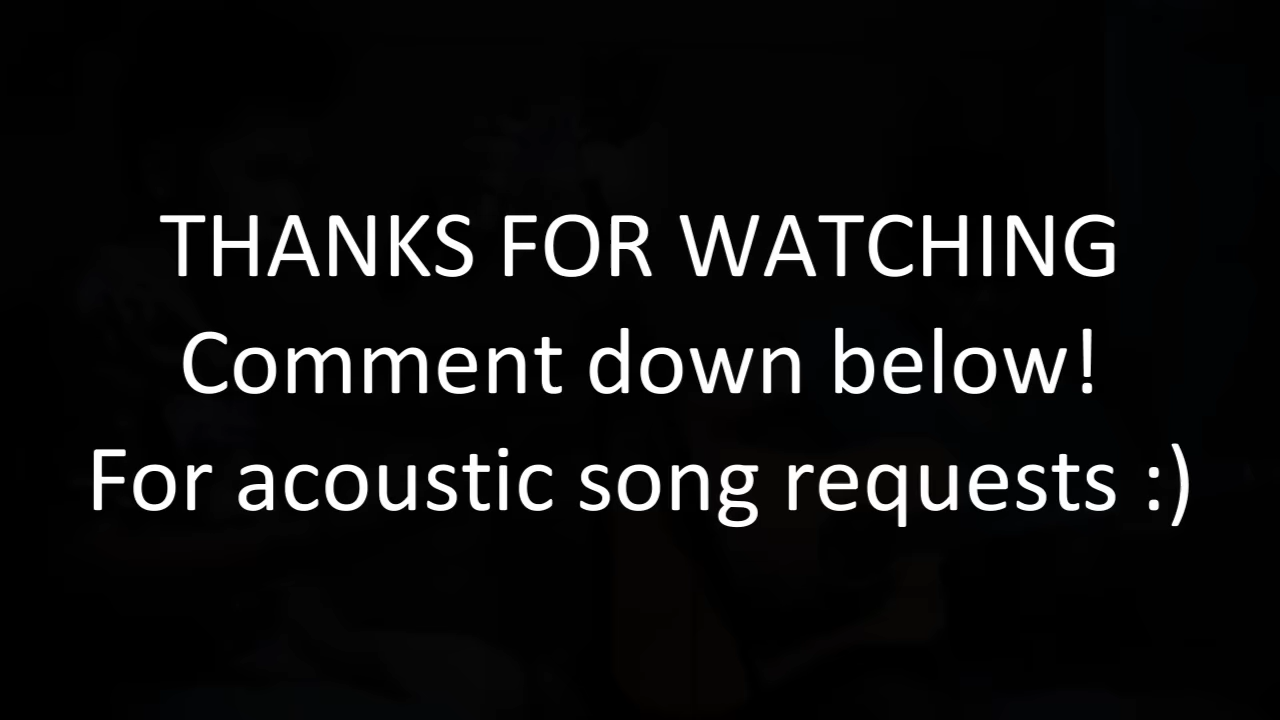 THANKS FOR WATCHING
Comment down below!
For acoustic song requests :)